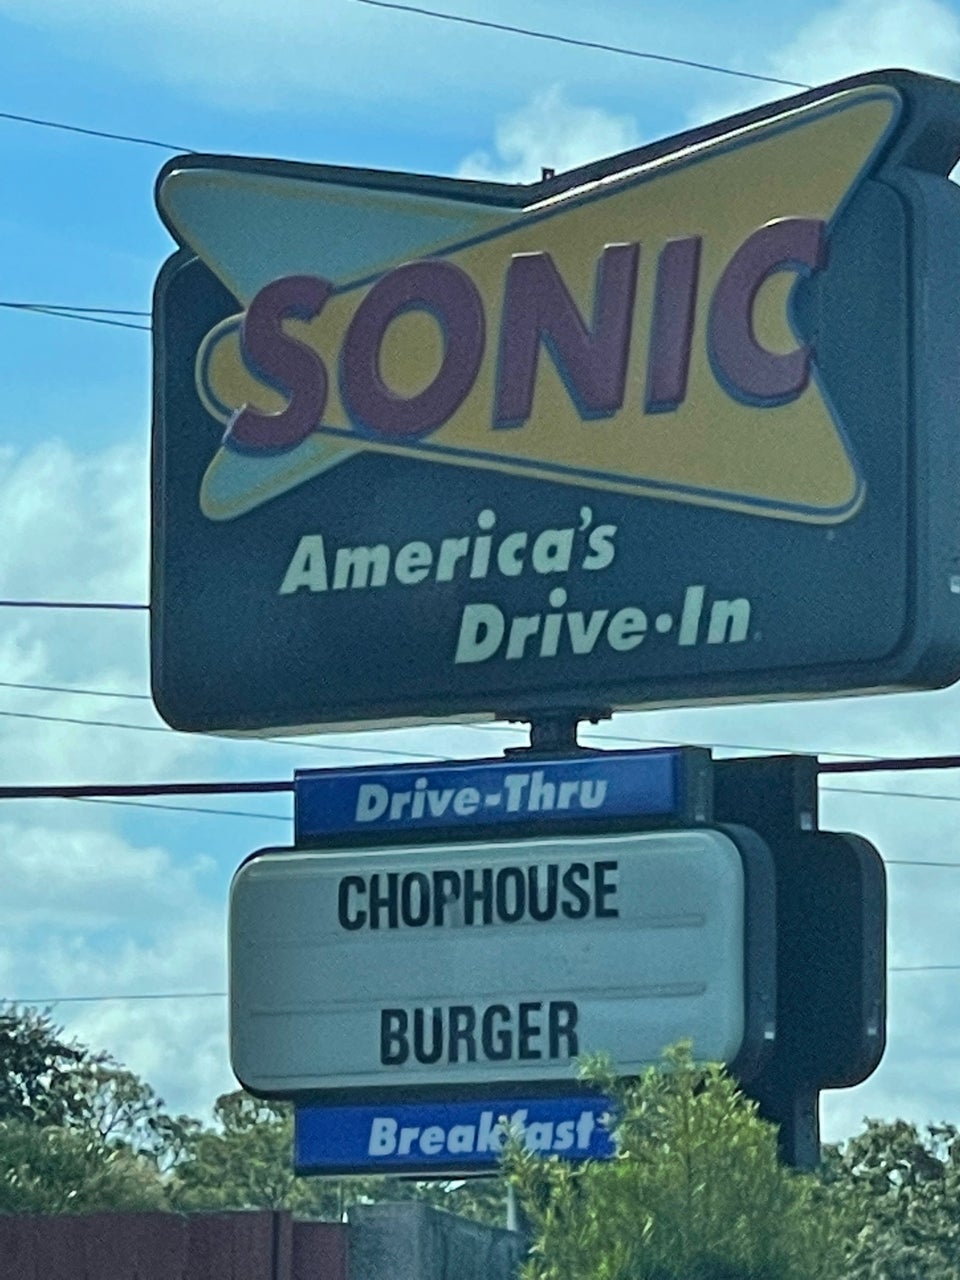 SONIC
America's
Drive·In
Drive-Thru
CHOPHOUSE
BURGER
Breakfast